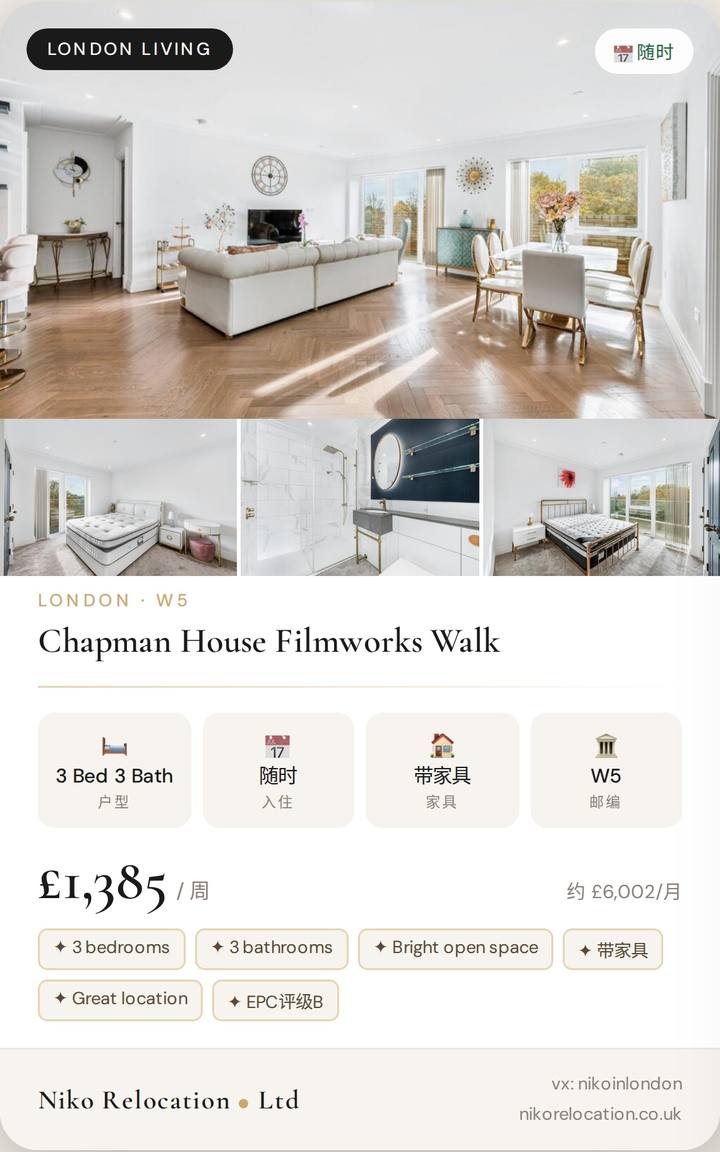 LONDON LIVING
17 随时
LONDON · W5
Chapman House Filmworks Walk
3 Bed 3 Bath
户型
17
随时
入住
带家具
家具
W5
邮编
£1,385 / 周
约 £6,002/月
✦ 3 bedrooms
✦ 3 bathrooms
✦ Bright open space
✦ 带家具
✦ Great location
✦ EPC评级B
Niko Relocation ● Ltd
vx: nikoinlondon
nikorelocation.co.uk